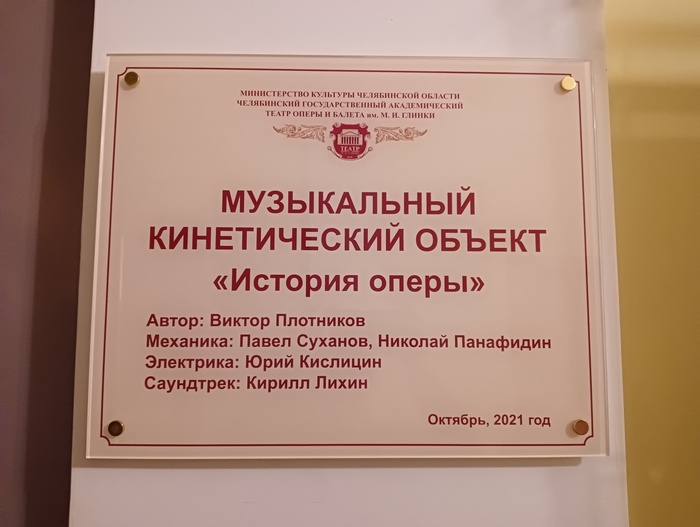 МИНИСТЕРСТВО КУЛЬТУРЫ ЧЕЛЯБИНСКОЙ ОБЛАСТИ
ЧЕЛЯБИНСКИЙ ГОСУДАРСТВЕННЫЙ АКАДЕМИЧЕСКИЙ
ТЕАТР ОПЕРЫ И БАЛЕТА им. М. И. ГЛИНКИ
ТЕАТР
МУЗЫКАЛЬНЫЙ
КИНЕТИЧЕСКИЙ ОБЪЕКТ
«История оперы»
Автор: Виктор Плотников
Механика: Павел Суханов, Николай Панафидин
Электрика: Юрий Кислицин
Саундтрек: Кирилл Лихин
Октябрь, 2021 год